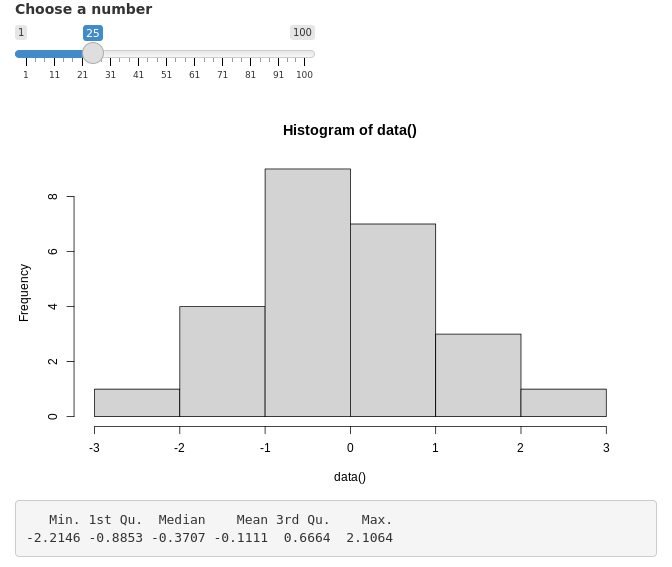 Choose a number
1 25 100
1 11 21 31 41 51 61 71 81 91 100
Histogram of data()
Frequency
8
6
4
2
0
-3 -2 -1 0 1 2 3
data()
Min. 1st Qu. Median Mean 3rd Qu. Max.
-2.2146 -0.8853 -0.3707 -0.1111 0.6664 2.1064